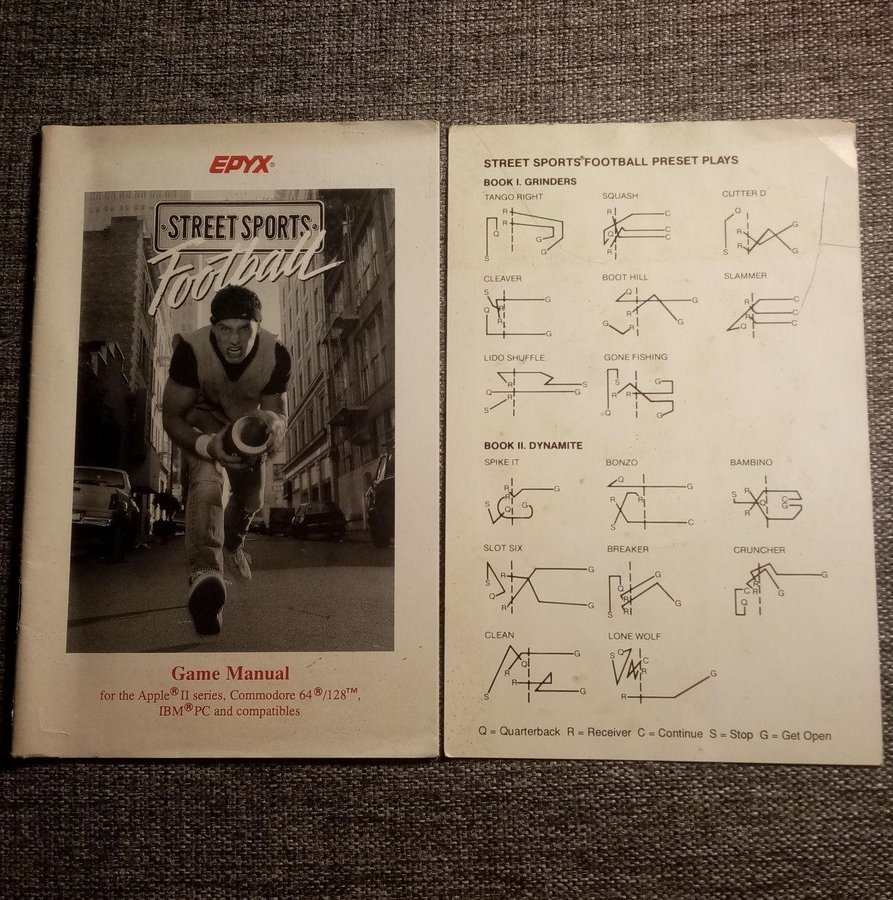 EPYX®
STREET SPORTS
Football
Game Manual
for the Apple® II series, Commodore 64®/128™,
IBM® PC and compatibles
STREET SPORTS® FOOTBALL PRESET PLAYS
BOOK I. GRINDERS
TANGO RIGHT SQUASH CUTTER D
CLEAVER BOOT HILL SLAMMER
LIDO SHUFFLE GONE FISHING
BOOK II. DYNAMITE
SPIKE IT BONZO BAMBINO
SLOT SIX BREAKER CRUNCHER
CLEAN LONE WOLF
Q = Quarterback R = Receiver C = Continue S = Stop G = Get Open